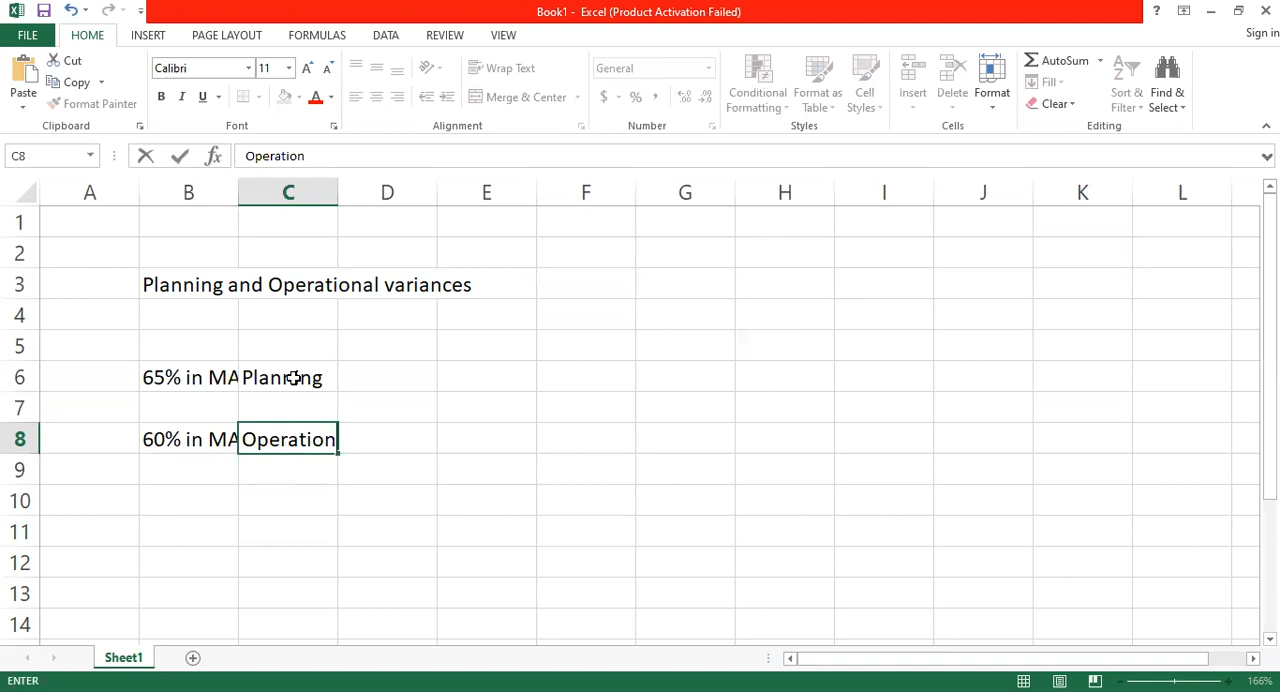 Book1 - Excel (Product Activation Failed)
?
FILE HOME INSERT PAGE LAYOUT FORMULAS DATA REVIEW VIEW Sign in
Paste
Cut
Copy
Format Painter
Clipboard
Calibri 11
B I U
Font
Wrap Text
Merge & Center
Alignment
General
$ % ,
Number
Conditional Formatting
Format as Table
Cell Styles
Styles
Insert
Delete
Format
Cells
AutoSum
Fill
Clear
Sort & Filter
Find & Select
Editing
C8 fx Operation
A B C D E F G H I J K L
1
2
3 Planning and Operational variances
4
5
6 65% in MA Planning
7
8 60% in MA Operation
9
10
11
12
13
14
Sheet1
ENTER 166%